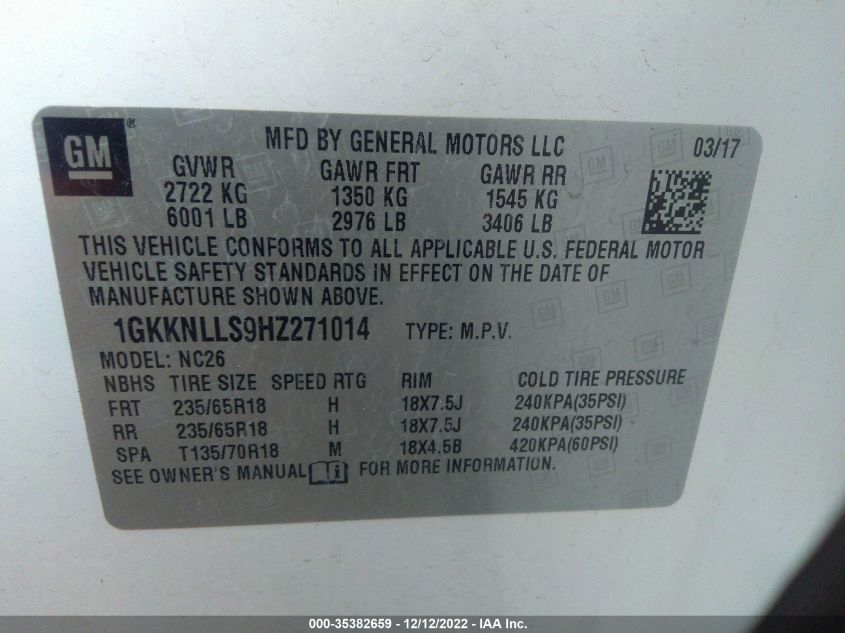 GM ®
MFD BY GENERAL MOTORS LLC 03/17
GVWR GAWR FRT GAWR RR
2722 KG 1350 KG 1545 KG
6001 LB 2976 LB 3406 LB
THIS VEHICLE CONFORMS TO ALL APPLICABLE U.S. FEDERAL MOTOR
VEHICLE SAFETY STANDARDS IN EFFECT ON THE DATE OF
MANUFACTURE SHOWN ABOVE.
1GKKNLLS9HZ271014 TYPE: M.P.V.
MODEL: NC26
NBHS TIRE SIZE SPEED RTG RIM COLD TIRE PRESSURE
FRT 235/65R18 H 18X7.5J 240KPA(35PSI)
RR 235/65R18 H 18X7.5J 240KPA(35PSI)
SPA T135/70R18 M 18X4.5B 420KPA(60PSI)
SEE OWNER'S MANUAL FOR MORE INFORMATION.
000-35382659 - 12/12/2022 - IAA Inc.